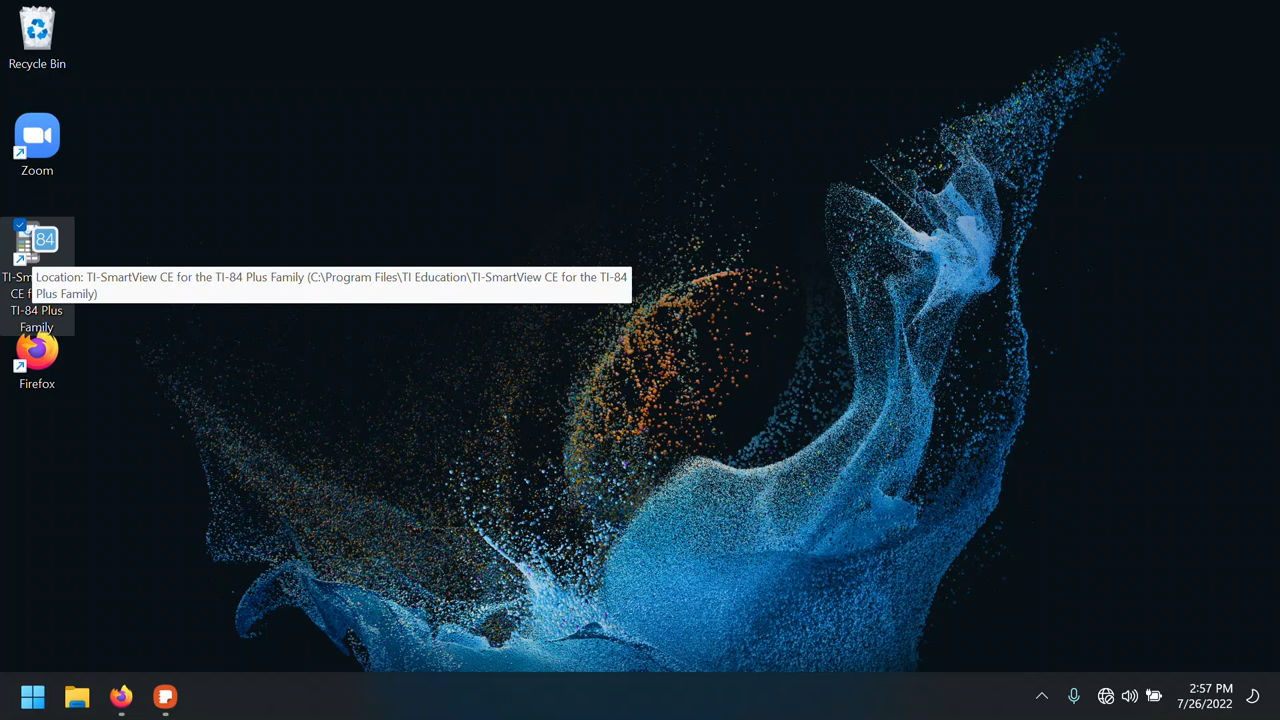 Recycle Bin
Zoom
84
TI-Sm
CE f
TI-84 Plus
Family
Location: TI-SmartView CE for the TI-84 Plus Family (C:\Program Files\TI Education\TI-SmartView CE for the TI-84
Plus Family)
Firefox
2:57 PM
7/26/2022